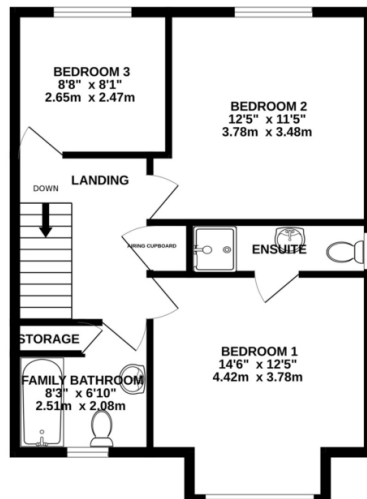 BEDROOM 3
8'8" x 8'1"
2.65m x 2.47m
BEDROOM 2
12'5" x 11'5"
3.78m x 3.48m
LANDING
DOWN
AIRING CUPBOARD
ENSUITE
STORAGE
BEDROOM 1
14'6" x 12'5"
4.42m x 3.78m
FAMILY BATHROOM
8'3" x 6'10"
2.51m x 2.08m